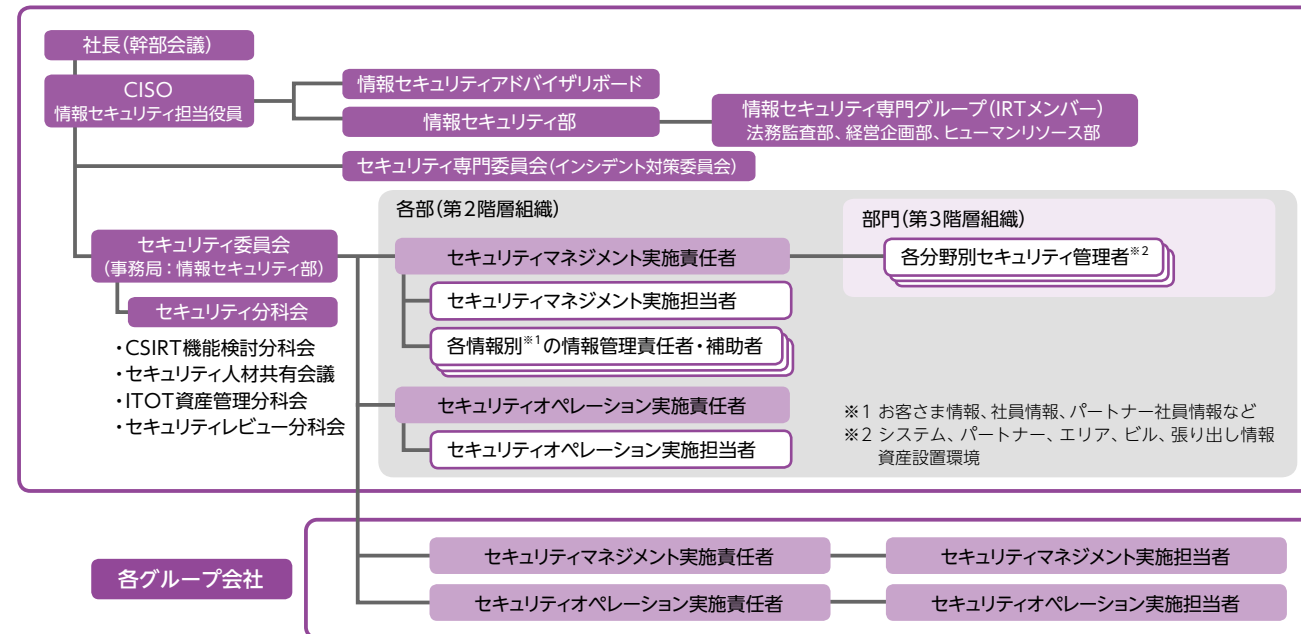 社長(幹部会議)
CISO
情報セキュリティ担当役員
情報セキュリティアドバイザリボード
情報セキュリティ部
情報セキュリティ専門グループ(IRTメンバー)
法務監査部、経営企画部、ヒューマンリソース部
セキュリティ専門委員会(インシデント対策委員会)
セキュリティ委員会
(事務局：情報セキュリティ部)
セキュリティ分科会
・CSIRT機能検討分科会
・セキュリティ人材共有会議
・ITOT資産管理分科会
・セキュリティレビュー分科会
各部(第2階層組織)
セキュリティマネジメント実施責任者
セキュリティマネジメント実施担当者
各情報別※1の情報管理責任者・補助者
セキュリティオペレーション実施責任者
セキュリティオペレーション実施担当者
部門(第3階層組織)
各分野別セキュリティ管理者※2
※1 お客さま情報、社員情報、パートナー社員情報など
※2 システム、パートナー、エリア、ビル、張り出し情報
資産設置環境
各グループ会社
セキュリティマネジメント実施責任者
セキュリティマネジメント実施担当者
セキュリティオペレーション実施責任者
セキュリティオペレーション実施担当者